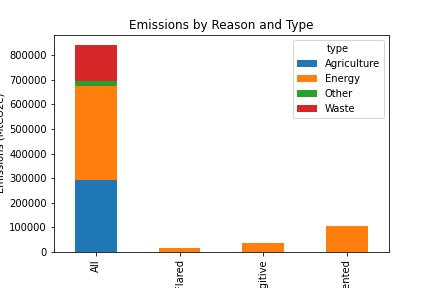 Emissions by Reason and Type
type
Agriculture
Energy
Other
Waste
800000
700000
600000
500000
400000
300000
200000
100000
0
All